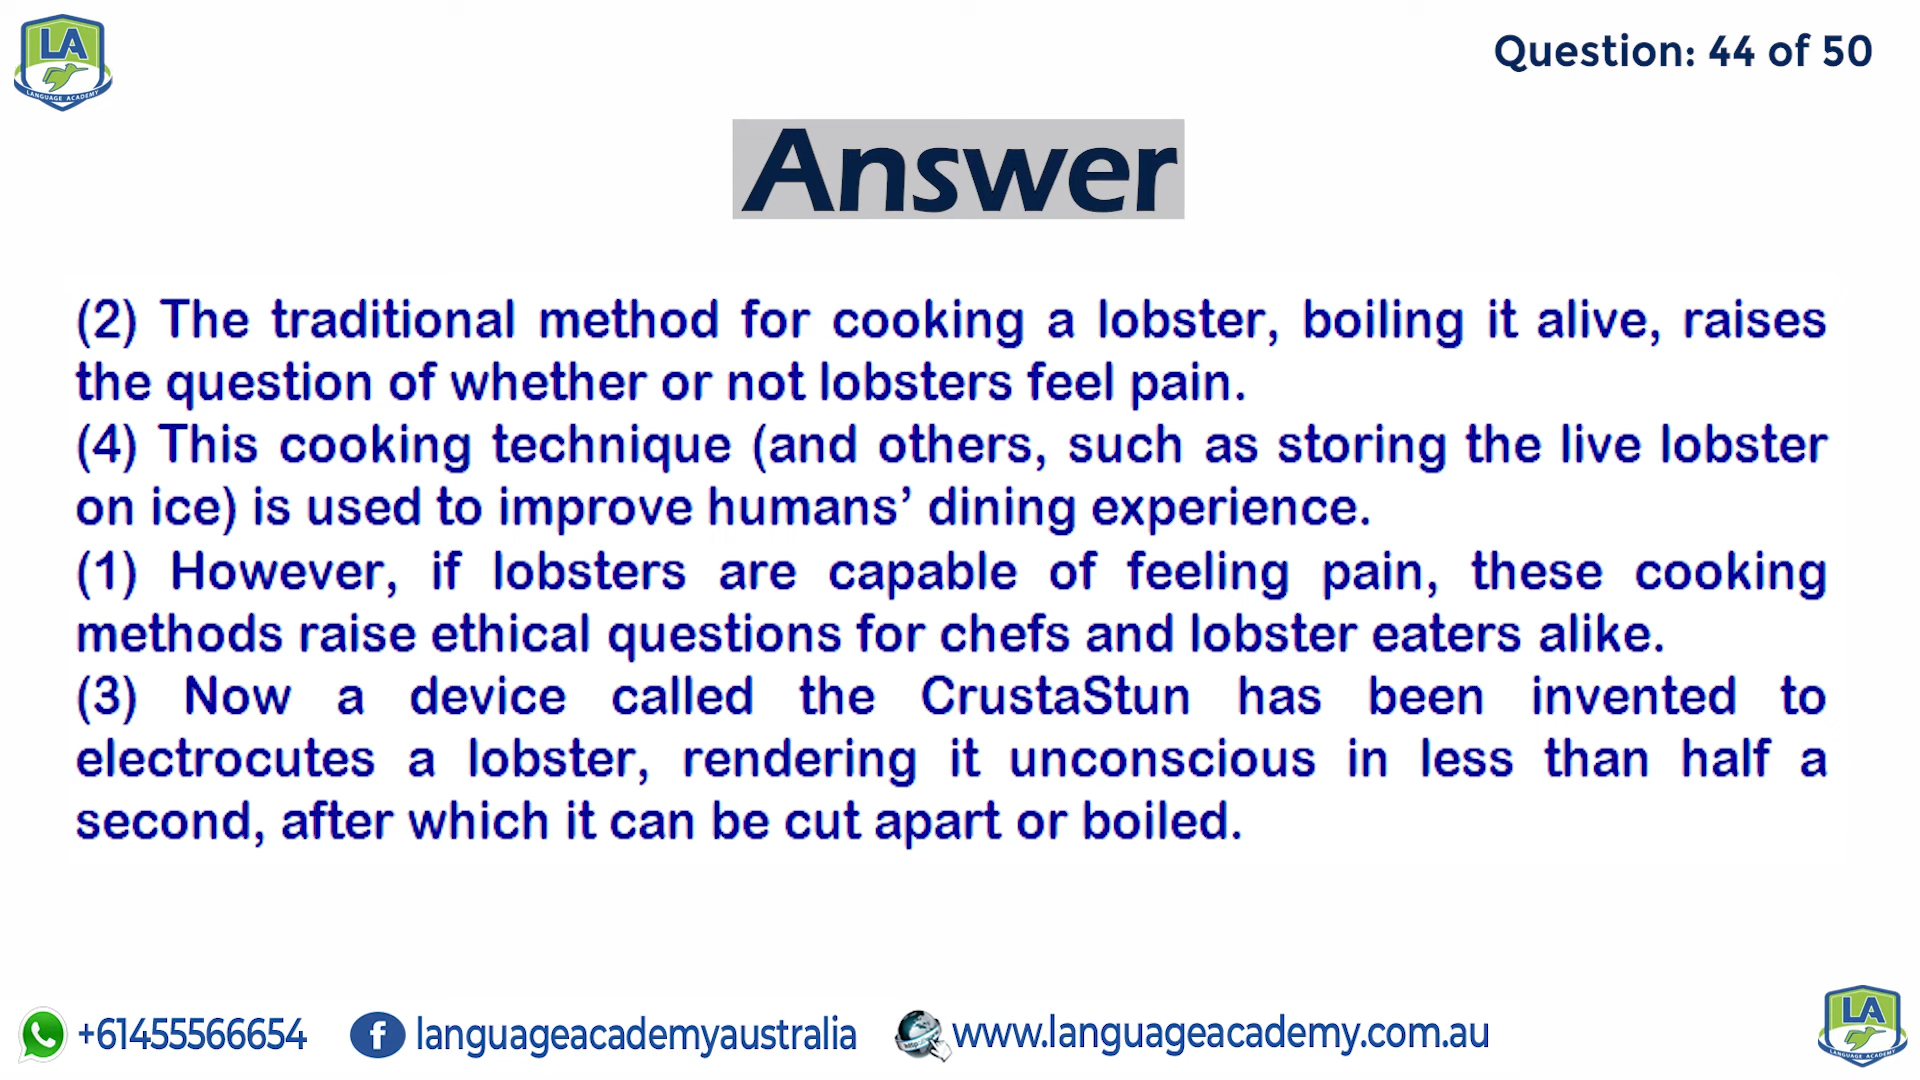 LA
LANGUAGE ACADEMY
Question: 44 of 50
Answer
(2) The traditional method for cooking a lobster, boiling it alive, raises
the question of whether or not lobsters feel pain.
(4) This cooking technique (and others, such as storing the live lobster
on ice) is used to improve humans’ dining experience.
(1) However, if lobsters are capable of feeling pain, these cooking
methods raise ethical questions for chefs and lobster eaters alike.
(3) Now a device called the CrustaStun has been invented to
electrocutes a lobster, rendering it unconscious in less than half a
second, after which it can be cut apart or boiled.
+61455566654
f languageacademyaustralia
http:// www.languageacademy.com.au
LA
LANGUAGE ACADEMY